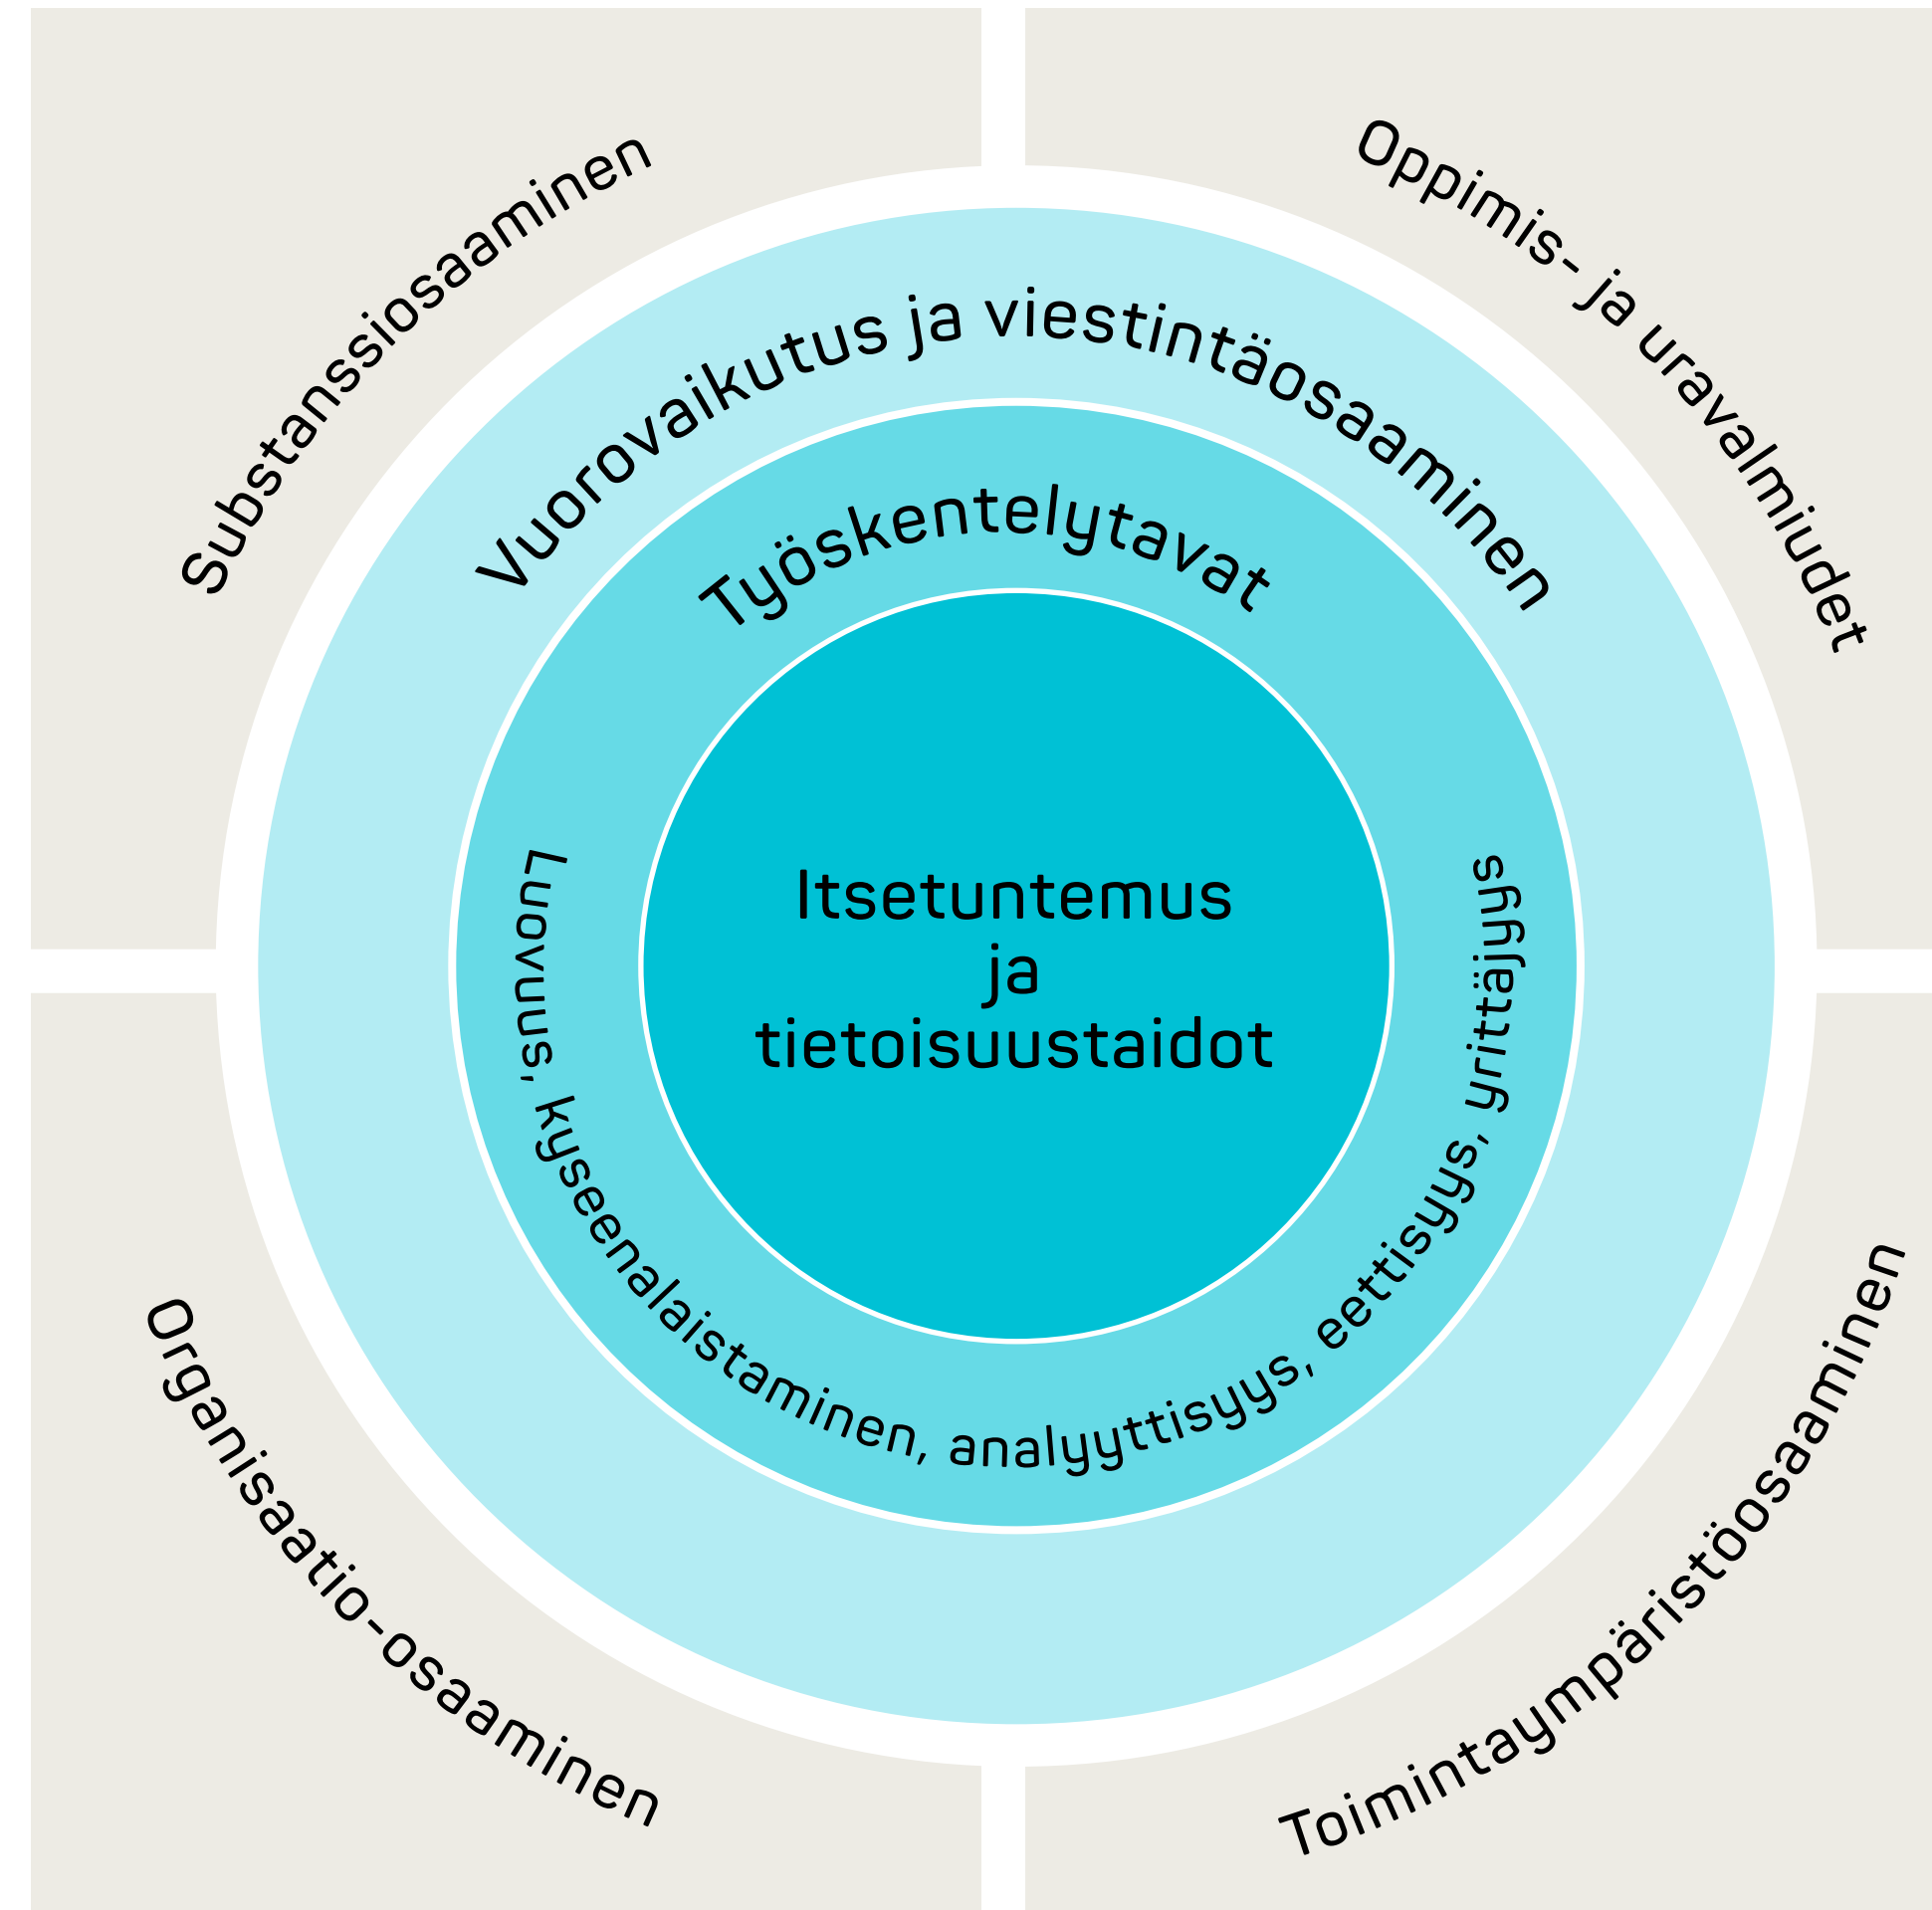 Substanssiosaaminen
Oppimis- ja uravalmiudet
Vuorovaikutus ja viestintäosaaminen
Työskentelytavat
Itsetuntemus
ja
tietoisuustaidot
Luovuus, kyseenalaistaminen, analyyttisyys, eettisyys, yrittäjyys
Organisaatio-osaaminen
Toimintaympäristöosaaminen